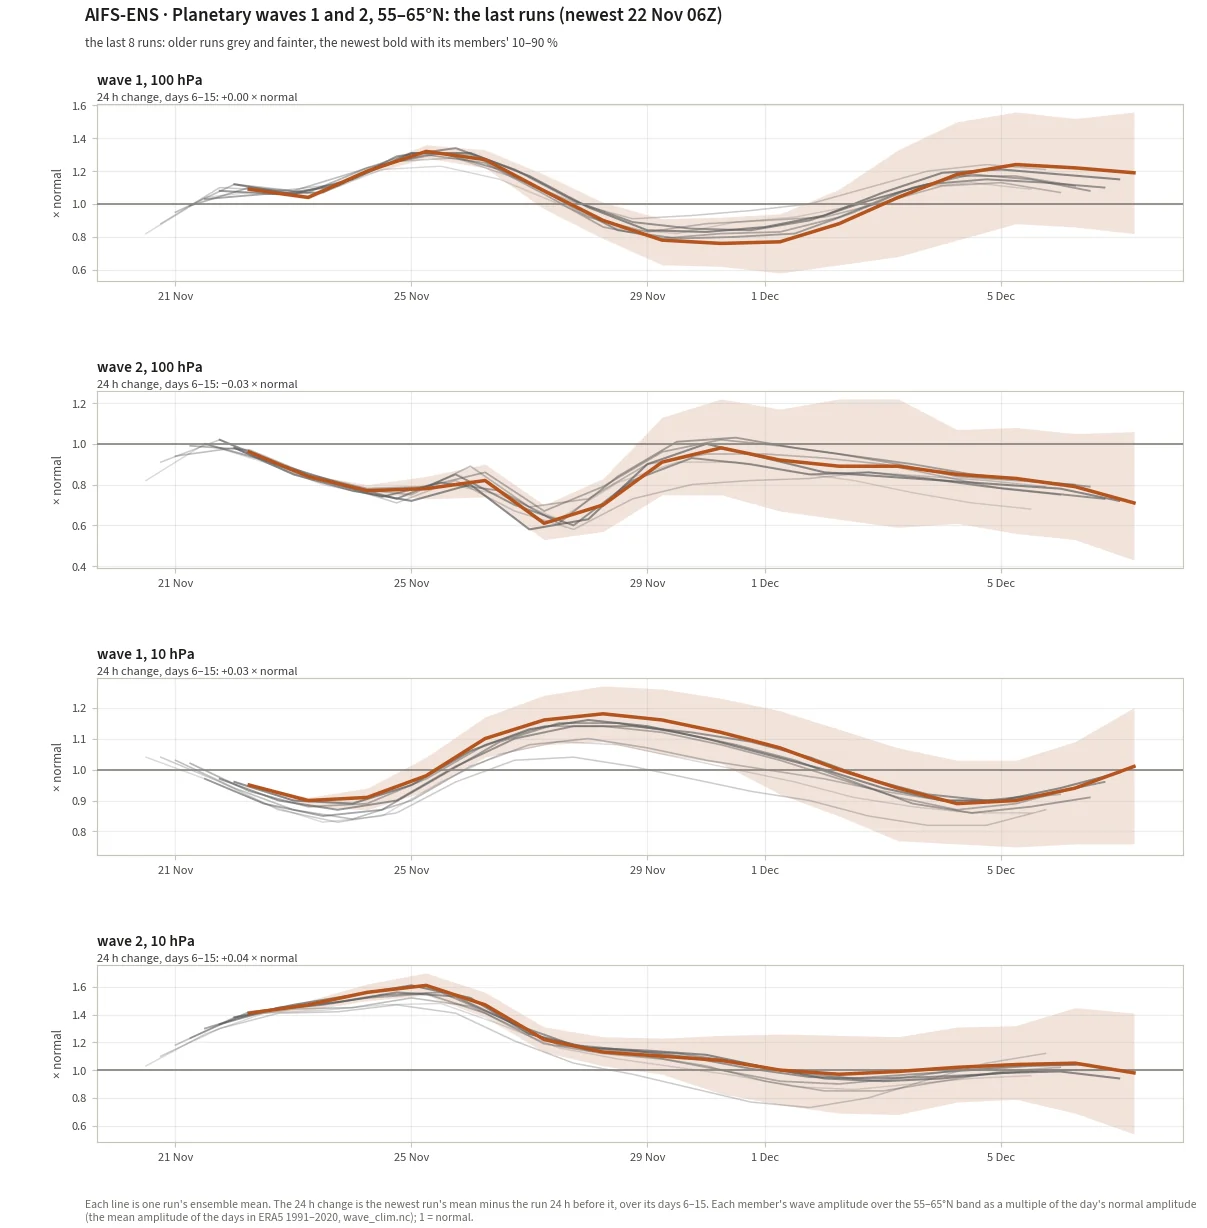 AIFS-ENS · Planetary waves 1 and 2, 55–65°N: the last runs (newest 22 Nov 06Z)
the last 8 runs: older runs grey and fainter, the newest bold with its members' 10–90 %
wave 1, 100 hPa
24 h change, days 6–15: +0.00 × normal
1.6
1.4
1.2
1.0
0.8
0.6
× normal
21 Nov
25 Nov
29 Nov
1 Dec
5 Dec
wave 2, 100 hPa
24 h change, days 6–15: −0.03 × normal
1.2
1.0
0.8
0.6
0.4
× normal
21 Nov
25 Nov
29 Nov
1 Dec
5 Dec
wave 1, 10 hPa
24 h change, days 6–15: +0.03 × normal
1.2
1.1
1.0
0.9
0.8
× normal
21 Nov
25 Nov
29 Nov
1 Dec
5 Dec
wave 2, 10 hPa
24 h change, days 6–15: +0.04 × normal
1.6
1.4
1.2
1.0
0.8
0.6
× normal
21 Nov
25 Nov
29 Nov
1 Dec
5 Dec
Each line is one run's ensemble mean. The 24 h change is the newest run's mean minus the run 24 h before it, over its days 6–15. Each member's wave amplitude over the 55–65°N band as a multiple of the day's normal amplitude
(the mean amplitude of the days in ERA5 1991–2020, wave_clim.nc); 1 = normal.